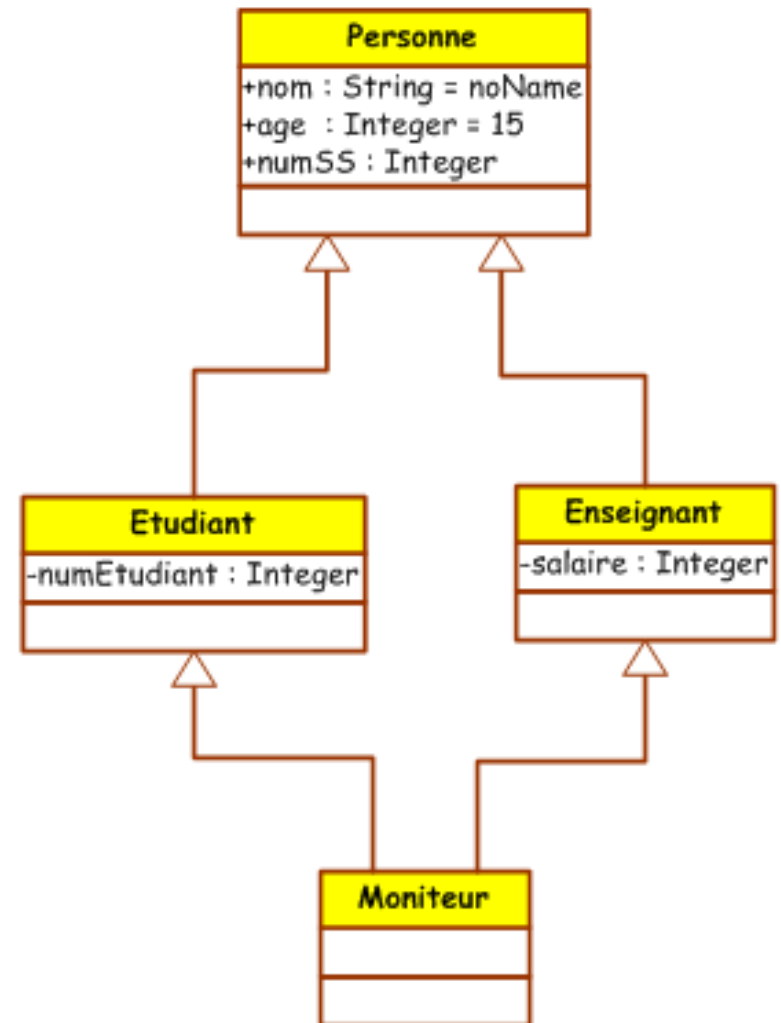 Personne
+nom : String = noName
+age : Integer = 15
+numSS : Integer
Etudiant
-numEtudiant : Integer
Enseignant
-salaire : Integer
Moniteur